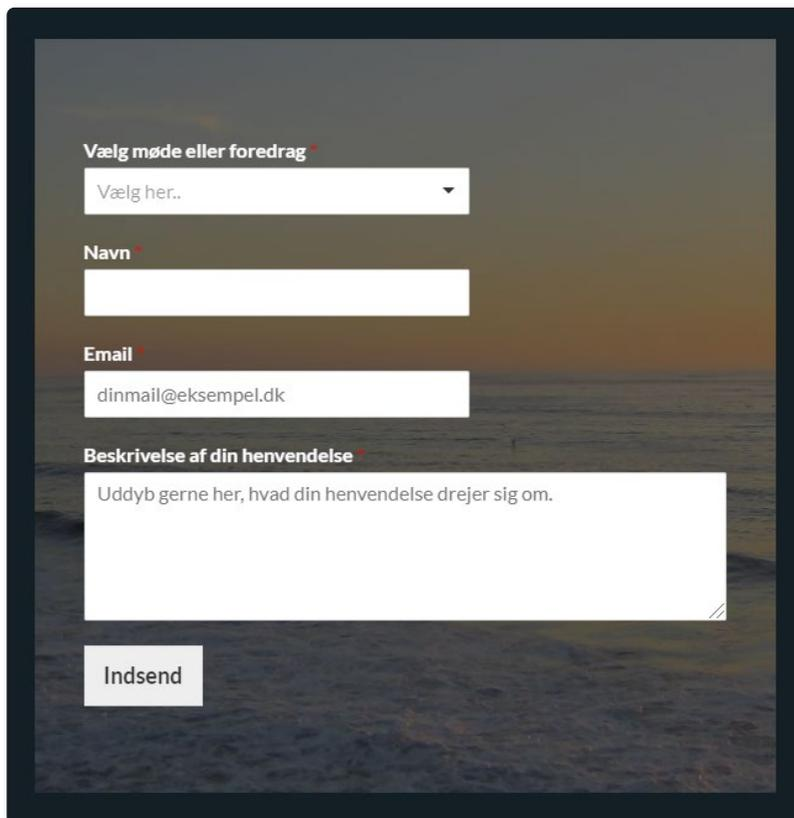 Vælg møde eller foredrag *
Vælg her..
Navn *
Email *
dinmail@eksempel.dk
Beskrivelse af din henvendelse *
Uddyb gerne her, hvad din henvendelse drejer sig om.
Indsend